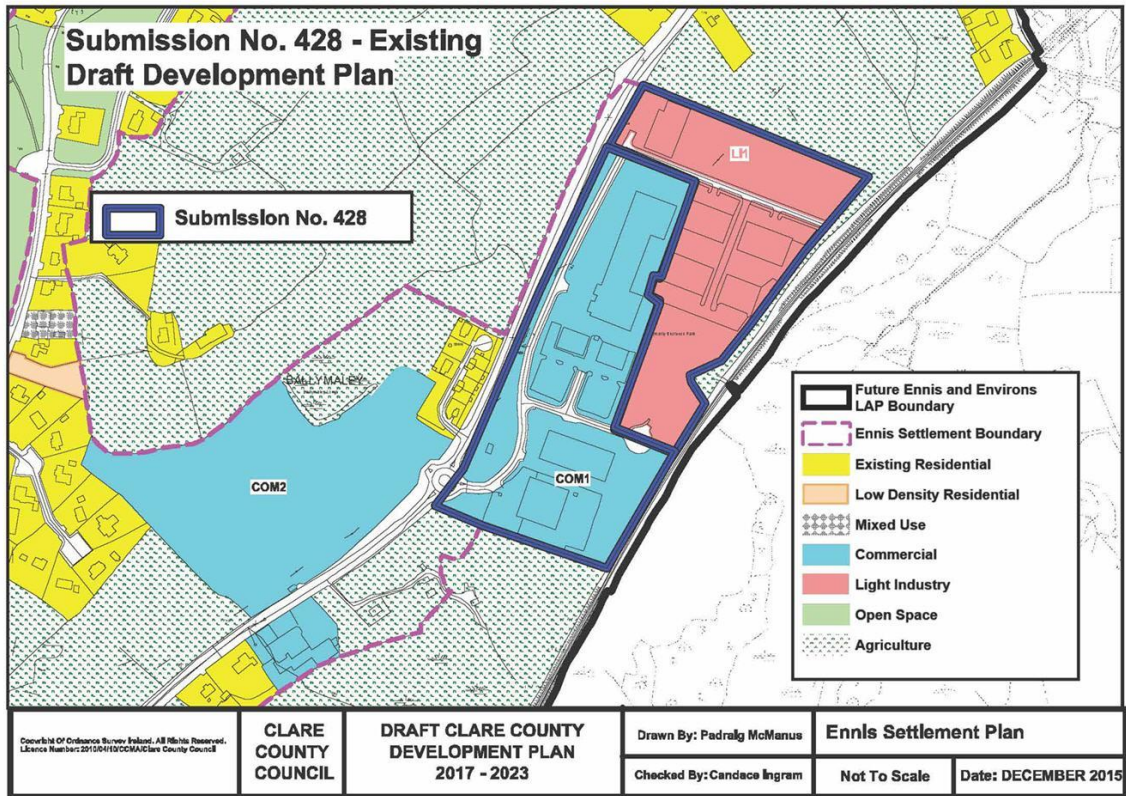 Submission No. 428 - Existing
Draft Development Plan
Submission No. 428
LI1
BALLYMALEY
COM2
COM1
Future Ennis and Environs
LAP Boundary
Ennis Settlement Boundary
Existing Residential
Low Density Residential
Mixed Use
Commercial
Light Industry
Open Space
Agriculture
Copyright Of Ordnance Survey Ireland. All Rights Reserved.
Licence Number: 2010/04/10/CCMA/Clare County Council
CLARE
COUNTY
COUNCIL
DRAFT CLARE COUNTY
DEVELOPMENT PLAN
2017 - 2023
Drawn By: Padraig McManus
Checked By: Candace Ingram
Ennis Settlement Plan
Not To Scale
Date: DECEMBER 2015